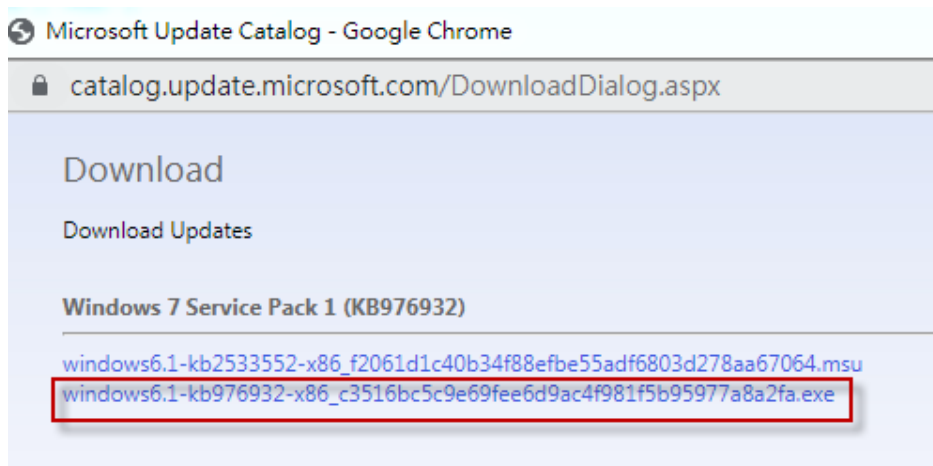 Microsoft Update Catalog - Google Chrome
catalog.update.microsoft.com/DownloadDialog.aspx
Download
Download Updates
Windows 7 Service Pack 1 (KB976932)
windows6.1-kb2533552-x86_f2061d1c40b34f88efbe55adf6803d278aa67064.msu
windows6.1-kb976932-x86_c3516bc5c9e69fee6d9ac4f981f5b95977a8a2fa.exe